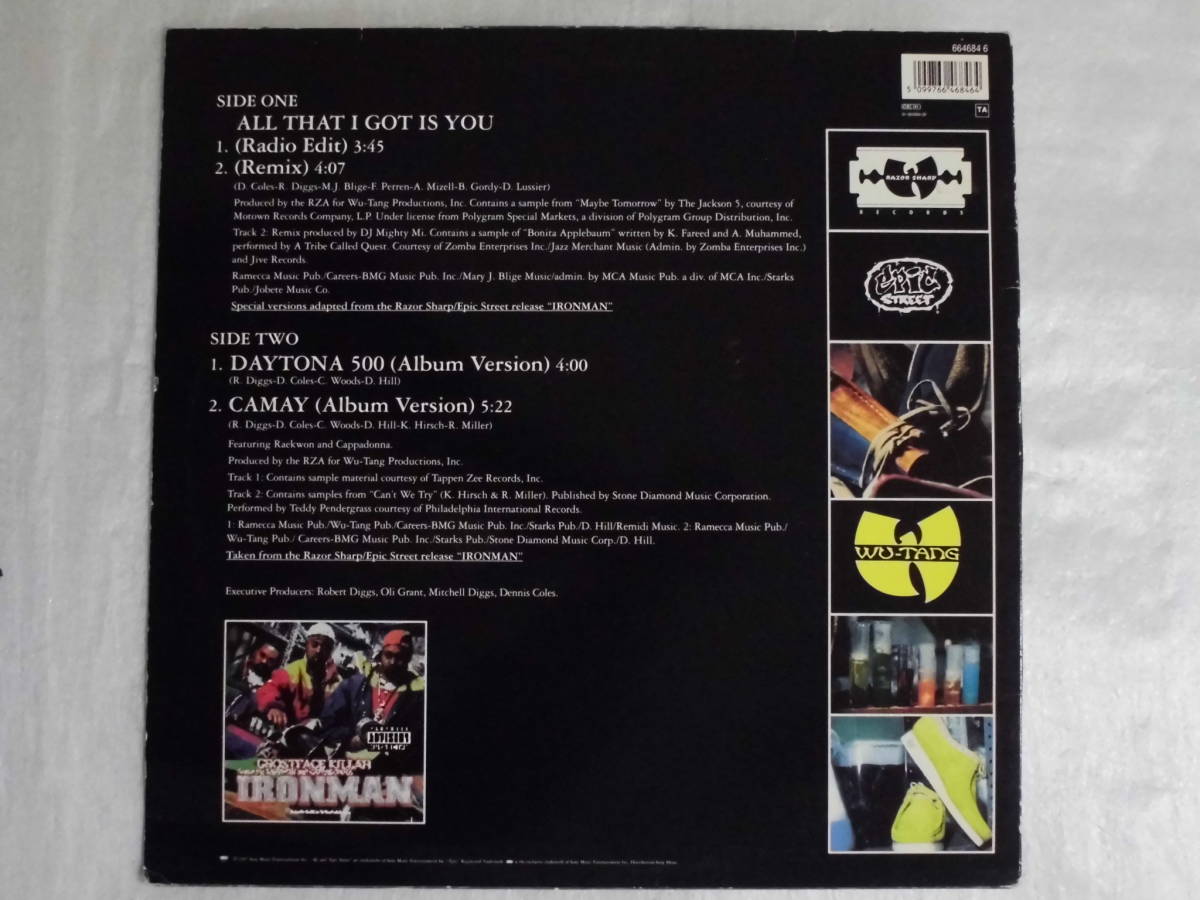 664684 6
5 099766 468464
TA
SIDE ONE
ALL THAT I GOT IS YOU
1. (Radio Edit) 3:45
2. (Remix) 4:07
(D. Coles-R. Diggs-M.J. Blige-F. Perren-A. Mizell-B. Gordy-D. Lussier)
Produced by the RZA for Wu-Tang Productions, Inc. Contains a sample from "Maybe Tomorrow" by The Jackson 5, courtesy of
Motown Records Company, L.P. Under license from Polygram Special Markets, a division of Polygram Group Distribution, Inc.
Track 2: Remix produced by DJ Mighty Mi. Contains a sample of "Bonita Applebaum" written by K. Fareed and A. Muhammed,
performed by A Tribe Called Quest. Courtesy of Zomba Enterprises Inc./Jazz Merchant Music (Admin. by Zomba Enterprises Inc.)
and Jive Records.
Ramecca Music Pub./Careers-BMG Music Pub. Inc./Mary J. Blige Music/admin. by MCA Music Pub. a div. of MCA Inc./Starks
Pub./Jobete Music Co.
Special versions adapted from the Razor Sharp/Epic Street release "IRONMAN"
SIDE TWO
1. DAYTONA 500 (Album Version) 4:00
(R. Diggs-D. Coles-C. Woods-D. Hill)
2. CAMAY (Album Version) 5:22
(R. Diggs-D. Coles-C. Woods-D. Hill-K. Hirsch-R. Miller)
Featuring Raekwon and Cappadonna.
Produced by the RZA for Wu-Tang Productions, Inc.
Track 1: Contains sample material courtesy of Tappen Zee Records, Inc.
Track 2: Contains samples from "Can't We Try" (K. Hirsch & R. Miller). Published by Stone Diamond Music Corporation.
Performed by Teddy Pendergrass courtesy of Philadelphia International Records.
1: Ramecca Music Pub./Wu-Tang Pub./Careers-BMG Music Pub. Inc./Starks Pub./D. Hill/Remidi Music. 2: Ramecca Music Pub./
Wu-Tang Pub./ Careers-BMG Music Pub. Inc./Starks Pub./Stone Diamond Music Corp./D. Hill.
Taken from the Razor Sharp/Epic Street release "IRONMAN"
Executive Producers: Robert Diggs, Oli Grant, Mitchell Diggs, Dennis Coles.
ADVISORY
GHOSTFACE KILLAH
IRONMAN
RAZOR SHARP
RECORDS
epic
STREET
WU-TANG